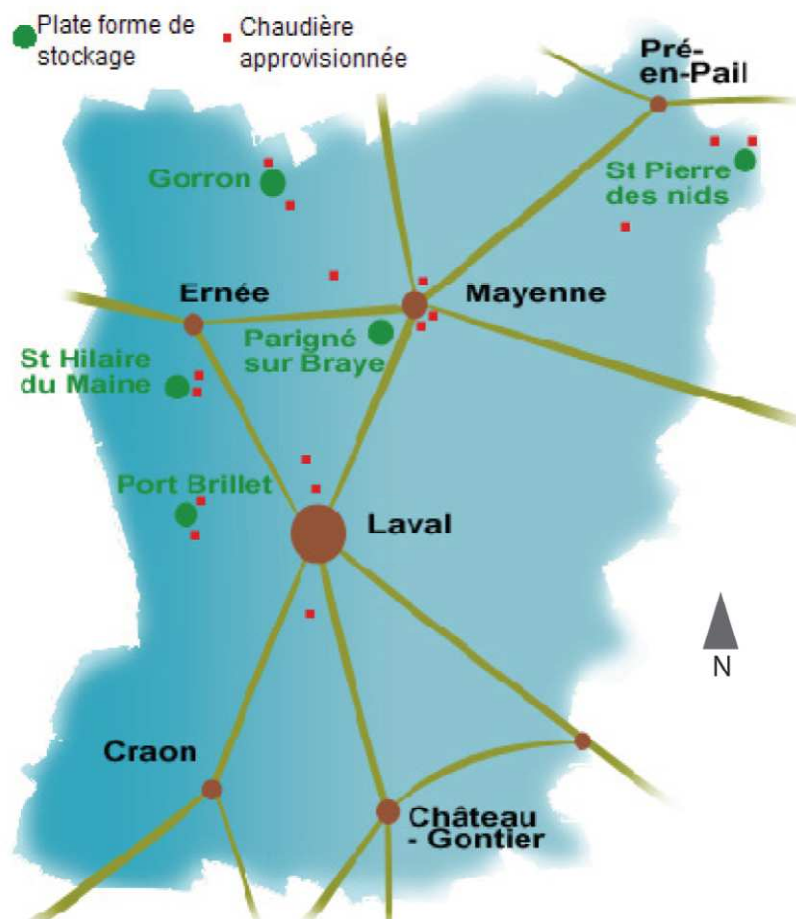 Plate forme de
stockage
Chaudière
approvisionnée
Pré-
en-Pail
Gorron
St Pierre
des nids
Ernée
Mayenne
Parigné
sur Braye
St Hilaire
du Maine
Port Brillet
Laval
N
Craon
Château
- Gontier